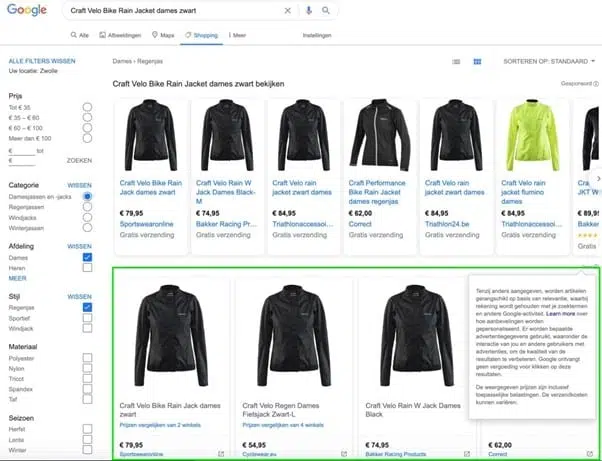 Google
Craft Velo Bike Rain Jacket dames zwart
Alle
Afbeeldingen
Maps
Shopping
Meer
Instellingen
ALLE FILTERS WISSEN
Uw locatie: Zwolle
Dames › Regenjas
SORTEREN OP: STANDAARD
Craft Velo Bike Rain Jacket dames zwart bekijken
Gesponsord
Prijs
Tot € 35
€ 35 – € 60
€ 60 – € 100
Meer dan € 100
€ tot
€ ZOEKEN
Categorie WISSEN
Damesjassen en -jacks
Regenjassen
Windjacks
Winterjassen
Afdeling WISSEN
Dames
Heren
MEER
Stijl WISSEN
Regenjas
Sportief
Windjack
Materiaal
Polyester
Nylon
Tricot
Spandex
Taf
Seizoen
Herfst
Lente
Winter
Craft Velo Bike Rain
Jack dames zwart
€ 79,95
Sportswearonline
Gratis verzending
Craft Velo Rain W
Jack Dames Black-
M
€ 74,95
Bakker Racing Pr...
Gratis verzending
Craft Velo rain
jacket zwart dames
€ 84,95
Triathlonaccessoi...
Gratis verzending
Craft Performance
Bike Rain Jacket
dames regenjas
€ 62,00
Correct
Gratis verzending
Craft Velo rain
jacket zwart dames
€ 84,95
Triathlon24.be
Gratis verzending
Craft Velo rain
jacket flumino
dames
€ 84,95
Triathlonaccessoi...
Gratis verzending
Craft
JKT W
€ 89,9
Bakker
Gratis
Craft Velo Bike Rain Jack dames
zwart
Prijzen vergelijken van 2 winkels
€ 79,95
Sportswearonline
Craft Velo Regen Dames
Fietsjack Zwart-L
Prijzen vergelijken van 4 winkels
€ 54,95
Cyclewear.eu
Craft Velo Rain W Jack Dames
Black
€ 74,95
Bakker Racing Products
€ 62,00
Correct
Tenzij anders aangegeven, worden artikelen
gerangschikt op basis van relevantie, waarbij
rekening wordt gehouden met je zoektermen
en andere Google-activiteit. Learn more over
hoe aanbevelingen worden
gepersonaliseerd. Er worden bepaalde
advertentiegegevens gebruikt, waaronder de
interactie van jou en andere gebruikers met
advertenties, om de kwaliteit van de
resultaten te verbeteren. Google ontvangt
geen vergoeding voor klikken op deze
resultaten.
De weergegeven prijzen zijn inclusief
toepasselijke belastingen. De verzendkosten
kunnen variëren.